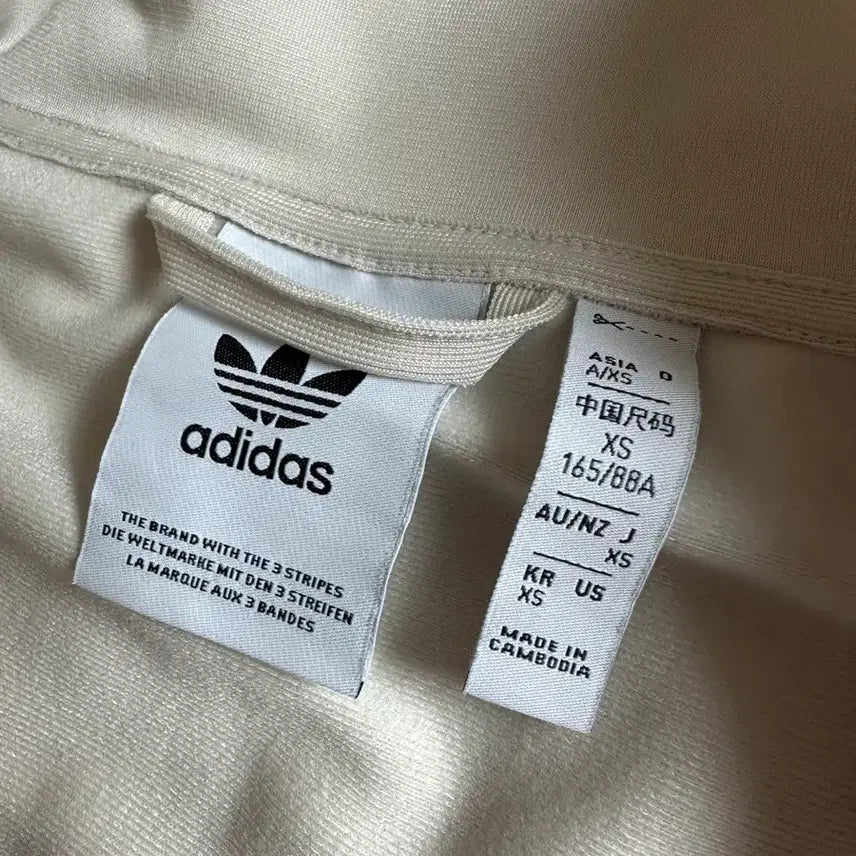 adidas
THE BRAND WITH THE 3 STRIPES
DIE WELTMARKE MIT DEN 3 STREIFEN
LA MARQUE AUX 3 BANDES
ASIA D
A/XS
中国尺码
XS
165/88A
AU/NZ J
XS
KR US
XS
MADE IN
CAMBODIA